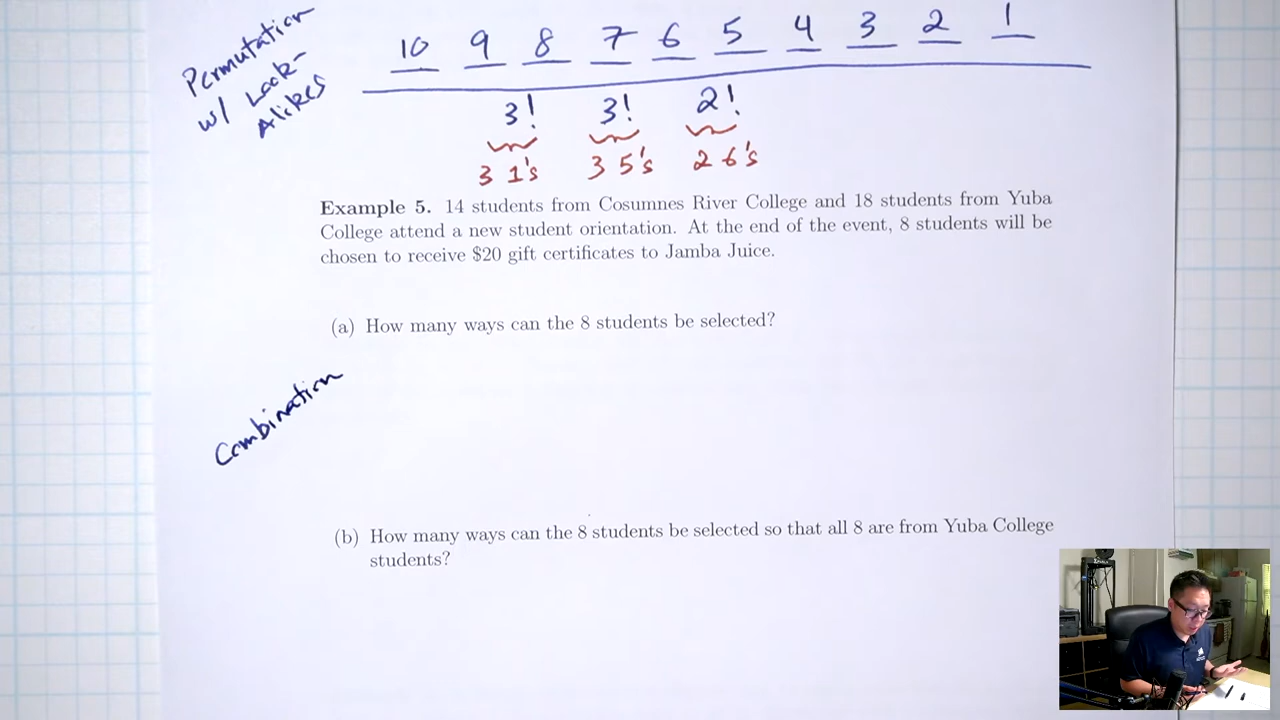 Permutation
w/ Look-
Alikes
10 9 8 7 6 5 4 3 2 1
3! 3! 2!
3 1's 3 5's 2 6's
Example 5. 14 students from Cosumnes River College and 18 students from Yuba
College attend a new student orientation. At the end of the event, 8 students will be
chosen to receive $20 gift certificates to Jamba Juice.
(a) How many ways can the 8 students be selected?
Combination
(b) How many ways can the 8 students be selected so that all 8 are from Yuba College
students?